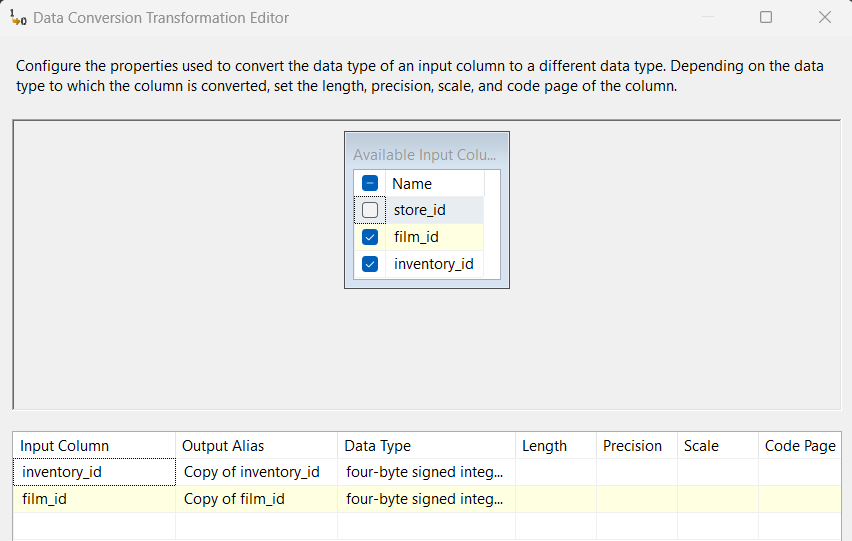 Data Conversion Transformation Editor
Configure the properties used to convert the data type of an input column to a different data type. Depending on the data
type to which the column is converted, set the length, precision, scale, and code page of the column.
Available Input Colu...
Name
store_id
film_id
inventory_id
Input Column Output Alias Data Type Length Precision Scale Code Page
inventory_id Copy of inventory_id four-byte signed integ...
film_id Copy of film_id four-byte signed integ...